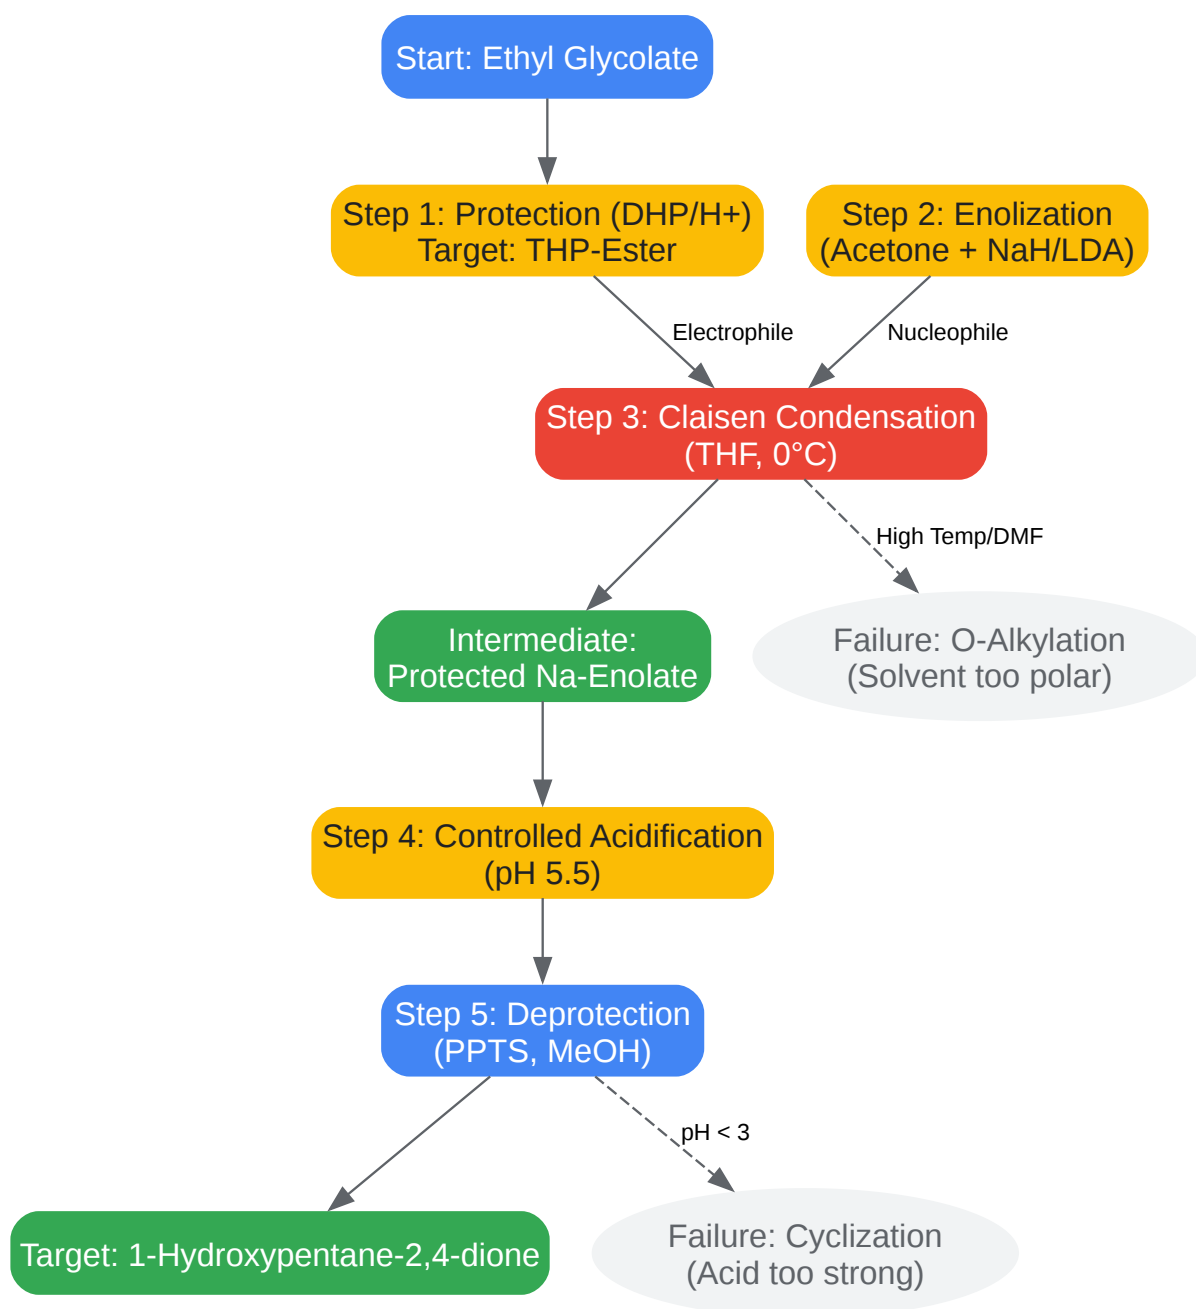 Start: Ethyl Glycolate
Step 1: Protection (DHP/H+)
Target: THP-Ester
Step 2: Enolization
(Acetone + NaH/LDA)
Electrophile
Nucleophile
Step 3: Claisen Condensation
(THF, 0°C)
High Temp/DMF
Intermediate:
Protected Na-Enolate
Failure: O-Alkylation
(Solvent too polar)
Step 4: Controlled Acidification
(pH 5.5)
Step 5: Deprotection
(PPTS, MeOH)
pH < 3
Target: 1-Hydroxypentane-2,4-dione
Failure: Cyclization
(Acid too strong)